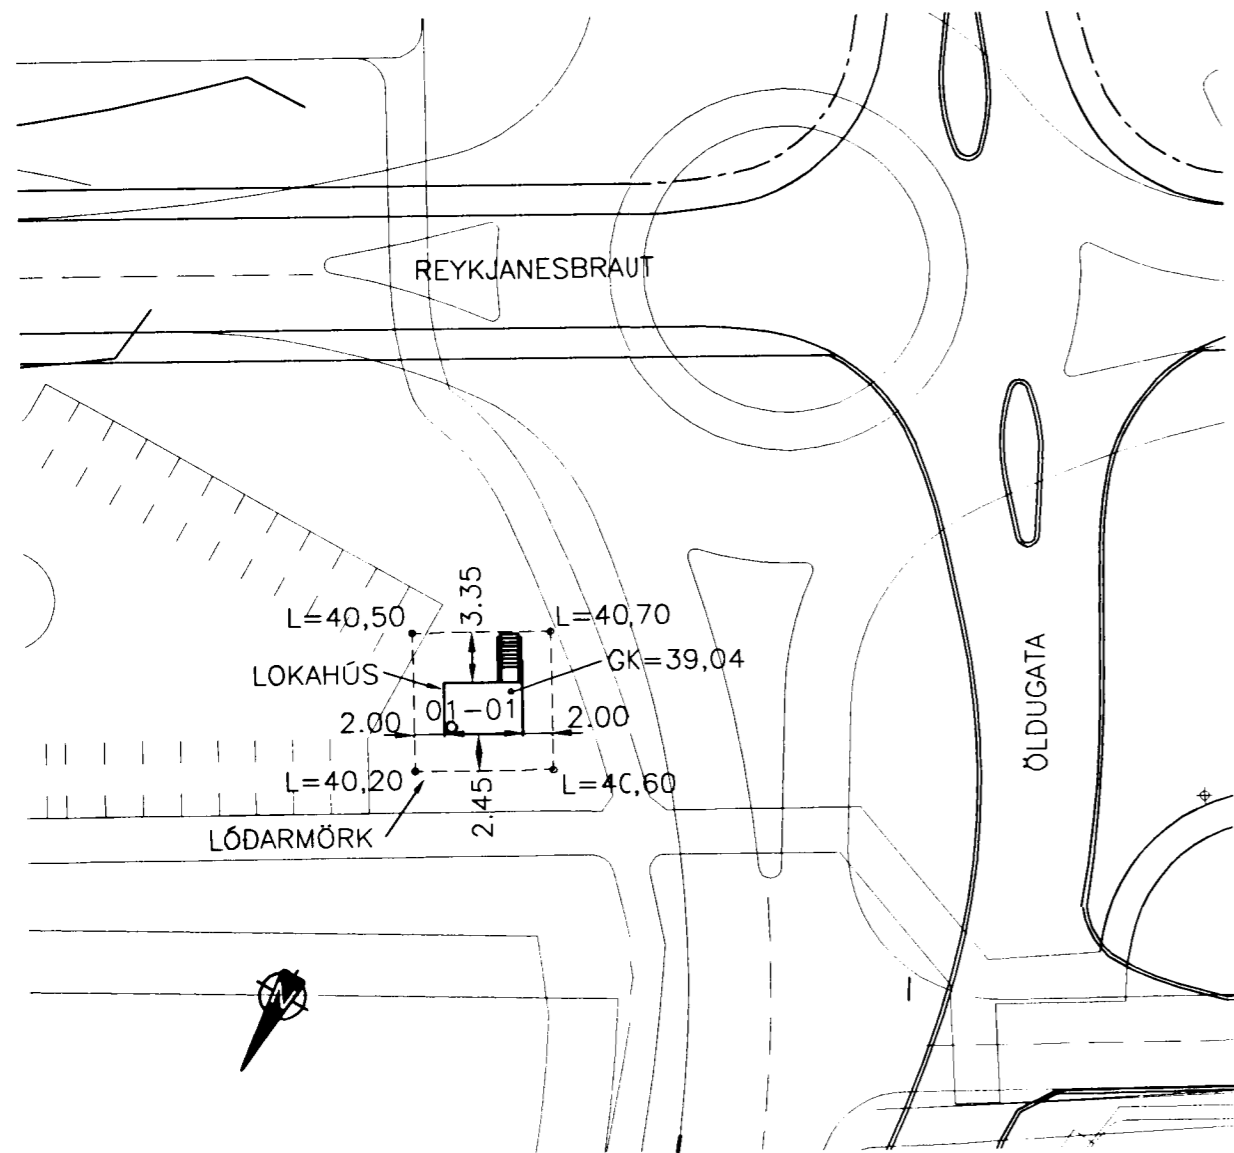 REYKJANESBRAUT
3.35
L=40,50
L=40,70
GK=39,04
LOKAHÚS
01-01
2.00
2.00
ÖLDUGATA
L=40,20
L=40,60
2.45
LÓÐARMÖRK
N